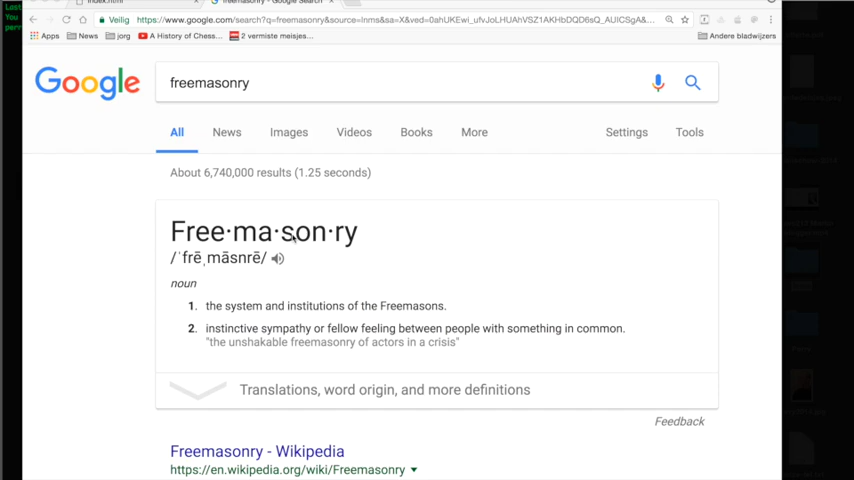 Lost
You
per
index.html
freemasonry - Google Search
Veilig
https://www.google.com/search?q=freemasonry&source=lnms&sa=X&ved=0ahUKEwi_ufvJoLHUAhVSZ1AKHbDQD6sQ_AUICSgA&...
Apps News jorg A History of Chess... 2 vermiste meisjes... Andere bladwijzers
Google
freemasonry
All News Images Videos Books More Settings Tools
About 6,740,000 results (1.25 seconds)
Free·ma·son·ry
/ˈfrēˌmāsnrē/
noun
1. the system and institutions of the Freemasons.
2. instinctive sympathy or fellow feeling between people with something in common.
"the unshakable freemasonry of actors in a crisis"
Translations, word origin, and more definitions
Feedback
Freemasonry - Wikipedia
https://en.wikipedia.org/wiki/Freemasonry